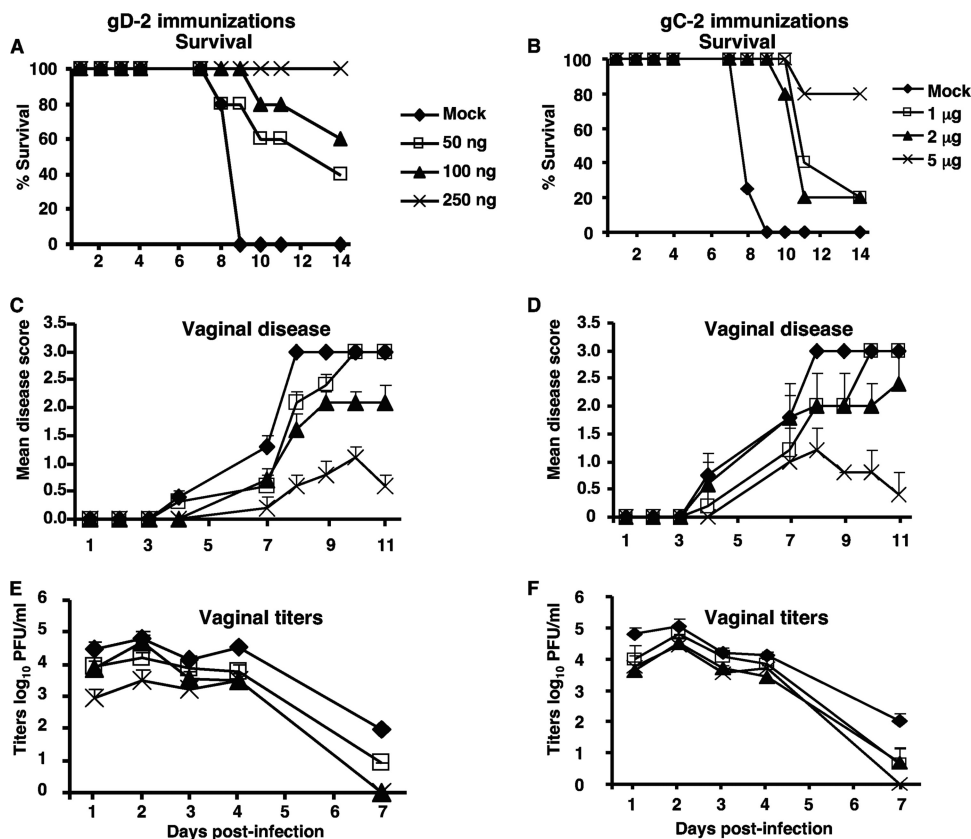 gD-2 immunizations
A
Survival
100
80
60
40
20
0
% Survival
2 4 6 8 10 12 14
Mock
50 ng
100 ng
250 ng
gC-2 immunizations
B
Survival
100
80
60
40
20
0
% Survival
2 4 6 8 10 12 14
Mock
1 µg
2 µg
5 µg
C
Vaginal disease
3.5
3.0
2.5
2.0
1.5
1.0
0.5
0.0
Mean disease score
1 3 5 7 9 11
D
Vaginal disease
3.5
3.0
2.5
2.0
1.5
1.0
0.5
0
Mean disease score
1 3 5 7 9 11
E
Vaginal titers
6
5
4
3
2
1
0
Titers log10 PFU/ml
1 2 3 4 5 6 7
Days post-infection
F
Vaginal titers
6
5
4
3
2
1
0
Titers log10 PFU/ml
1 2 3 4 5 6 7
Days post-infection